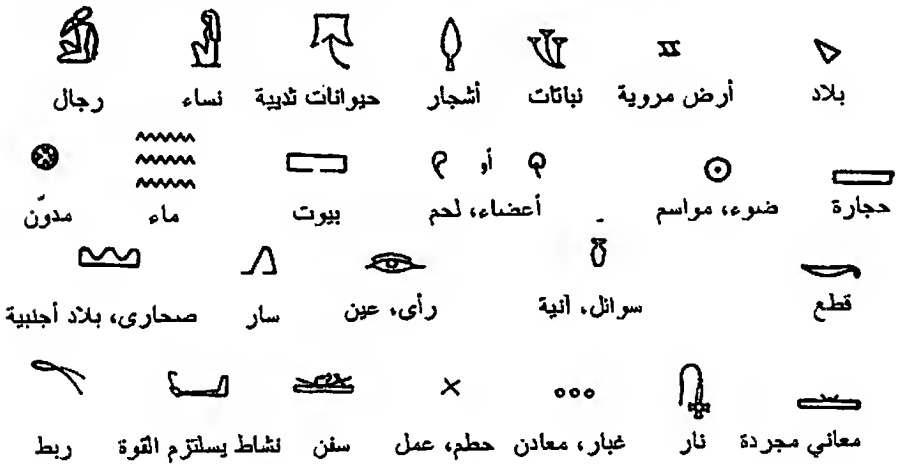 بلاد أرض مروية نباتات أشجار حيوانات ثديية نساء رجال
أو
حجارة ضوء، مواسم أعضاء، لحم بيوت ماء مدوّن
قطع سوائل، آنية رأى، عين سار صحارى، بلاد أجنبية
معاني مجردة نار غبار، معادن حطم، عمل سفن نشاط يسلتزم القوة ربط